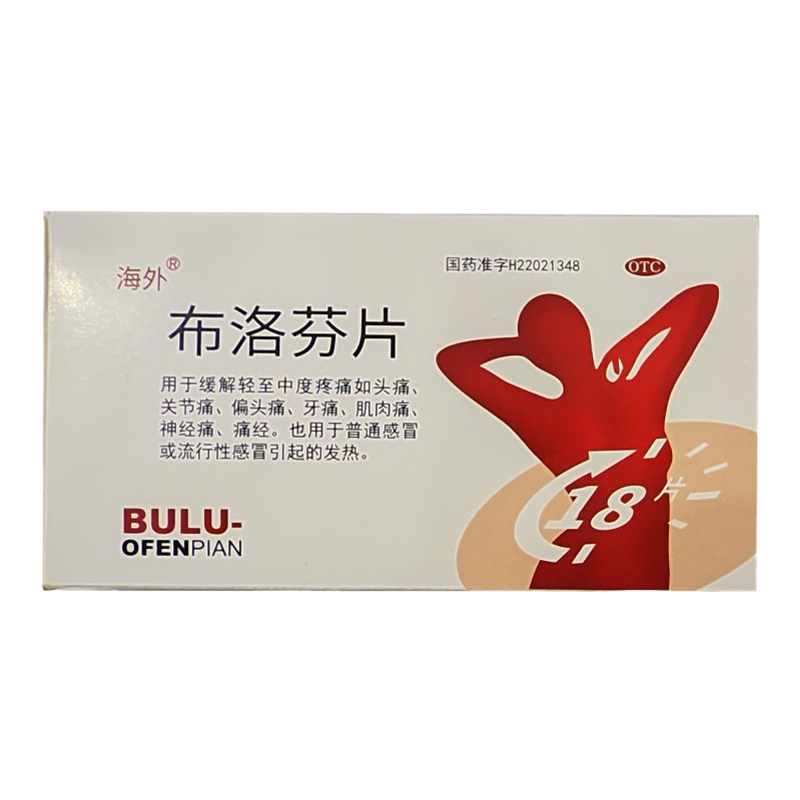 海外®
国药准字H22021348
OTC
布洛芬片
用于缓解轻至中度疼痛如头痛、
关节痛、偏头痛、牙痛、肌肉痛、
神经痛、痛经。也用于普通感冒
或流行性感冒引起的发热。
18片
BULU-
OFENPIAN